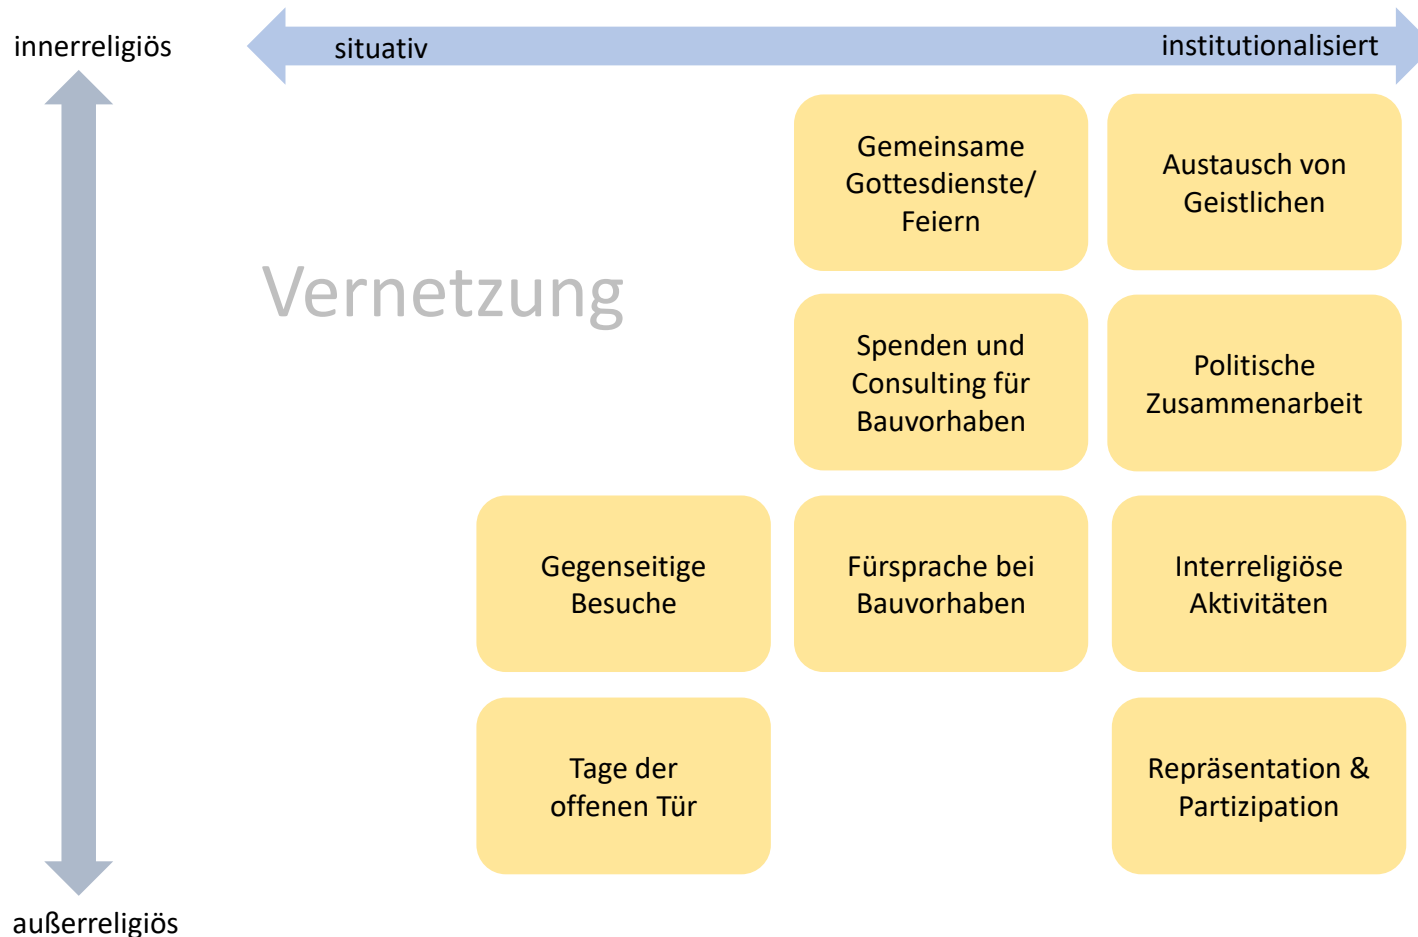 innerreligiös
situativ
institutionalisiert
Gemeinsame
Gottesdienste/
Feiern
Austausch von
Geistlichen
Vernetzung
Spenden und
Consulting für
Bauvorhaben
Politische
Zusammenarbeit
Gegenseitige
Besuche
Fürsprache bei
Bauvorhaben
Interreligiöse
Aktivitäten
Tage der
offenen Tür
Repräsentation &
Partizipation
außerreligiös